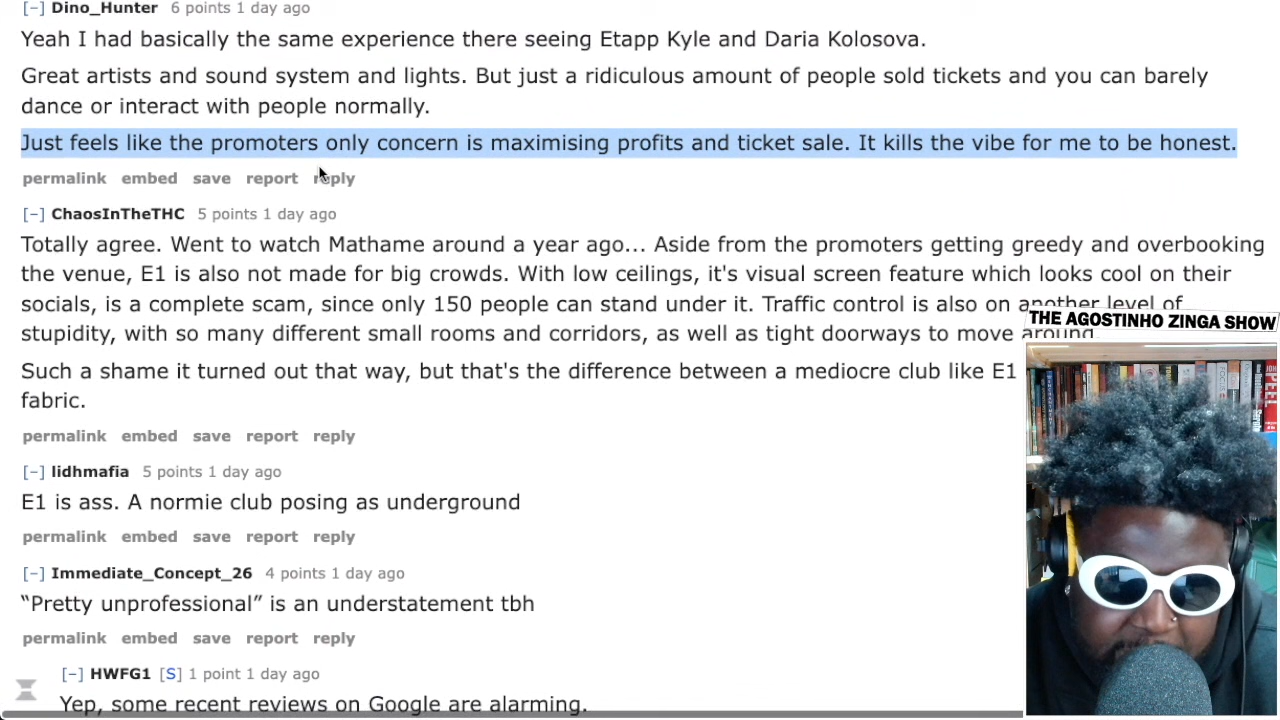 [–] Dino_Hunter 6 points 1 day ago
Yeah I had basically the same experience there seeing Etapp Kyle and Daria Kolosova.
Great artists and sound system and lights. But just a ridiculous amount of people sold tickets and you can barely
dance or interact with people normally.
Just feels like the promoters only concern is maximising profits and ticket sale. It kills the vibe for me to be honest.
permalink embed save report reply
[–] ChaosInTheTHC 5 points 1 day ago
Totally agree. Went to watch Mathame around a year ago... Aside from the promoters getting greedy and overbooking
the venue, E1 is also not made for big crowds. With low ceilings, it's visual screen feature which looks cool on their
socials, is a complete scam, since only 150 people can stand under it. Traffic control is also on another level of
stupidity, with so many different small rooms and corridors, as well as tight doorways to move around.
THE AGOSTINHO ZINGA SHOW
Such a shame it turned out that way, but that's the difference between a mediocre club like E1
fabric.
permalink embed save report reply
[–] lidhmafia 5 points 1 day ago
E1 is ass. A normie club posing as underground
permalink embed save report reply
[–] Immediate_Concept_26 4 points 1 day ago
“Pretty unprofessional” is an understatement tbh
permalink embed save report reply
[–] HWFG1 [S] 1 point 1 day ago
Yep, some recent reviews on Google are alarming.